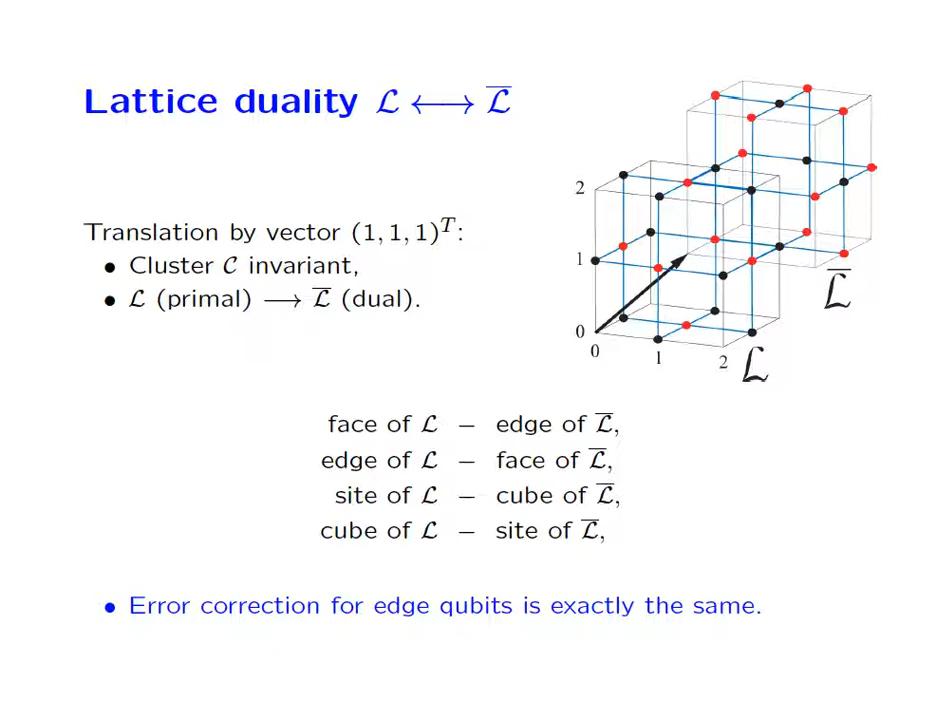 Lattice duality ℒ ⟷ ℒ̅
Translation by vector (1, 1, 1)ᵀ:
• Cluster 𝒞 invariant,
• ℒ (primal) ⟶ ℒ̅ (dual).
2
1
0
0
1
2
ℒ
ℒ̅
face of ℒ – edge of ℒ̅,
edge of ℒ – face of ℒ̅,
site of ℒ – cube of ℒ̅,
cube of ℒ – site of ℒ̅,
• Error correction for edge qubits is exactly the same.